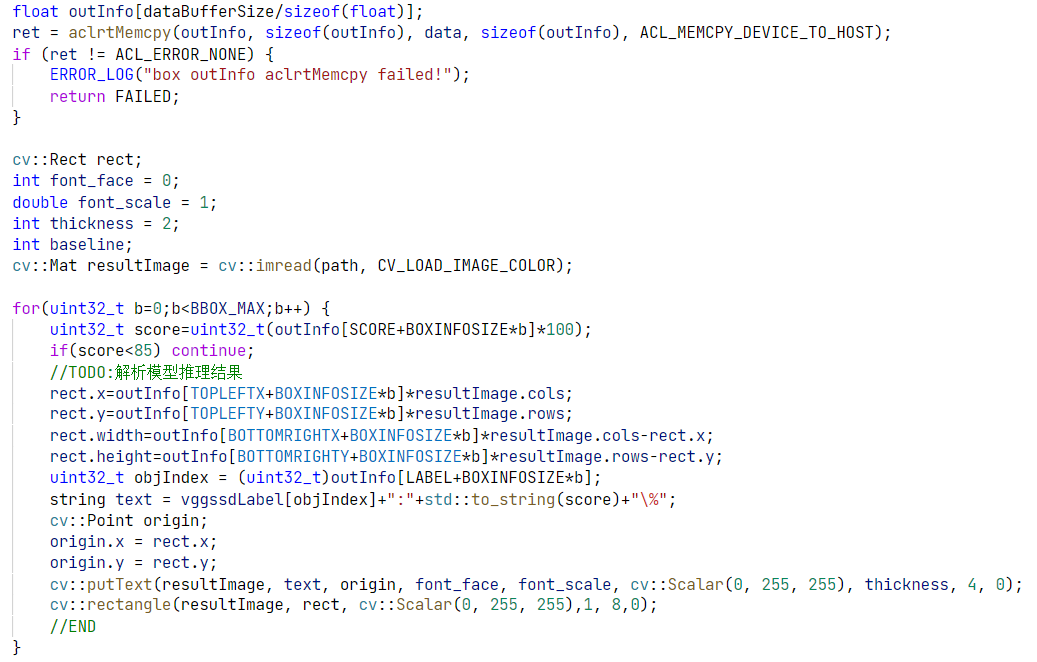 float outInfo[dataBufferSize/sizeof(float)];
ret = aclrtMemcpy(outInfo, sizeof(outInfo), data, sizeof(outInfo), ACL_MEMCPY_DEVICE_TO_HOST);
if (ret != ACL_ERROR_NONE) {
    ERROR_LOG("box outInfo aclrtMemcpy failed!");
    return FAILED;
}

cv::Rect rect;
int font_face = 0;
double font_scale = 1;
int thickness = 2;
int baseline;
cv::Mat resultImage = cv::imread(path, CV_LOAD_IMAGE_COLOR);

for(uint32_t b=0;b<BBOX_MAX;b++) {
    uint32_t score=uint32_t(outInfo[SCORE+BOXINFOSIZE*b]*100);
    if(score<85) continue;
    //TODO:解析模型推理结果
    rect.x=outInfo[TOPLEFTX+BOXINFOSIZE*b]*resultImage.cols;
    rect.y=outInfo[TOPLEFTY+BOXINFOSIZE*b]*resultImage.rows;
    rect.width=outInfo[BOTTOMRIGHTX+BOXINFOSIZE*b]*resultImage.cols-rect.x;
    rect.height=outInfo[BOTTOMRIGHTY+BOXINFOSIZE*b]*resultImage.rows-rect.y;
    uint32_t objIndex = (uint32_t)outInfo[LABEL+BOXINFOSIZE*b];
    string text = vggssdLabel[objIndex]+":"+std::to_string(score)+"\%";
    cv::Point origin;
    origin.x = rect.x;
    origin.y = rect.y;
    cv::putText(resultImage, text, origin, font_face, font_scale, cv::Scalar(0, 255, 255), thickness, 4, 0);
    cv::rectangle(resultImage, rect, cv::Scalar(0, 255, 255),1, 8,0);
    //END
}